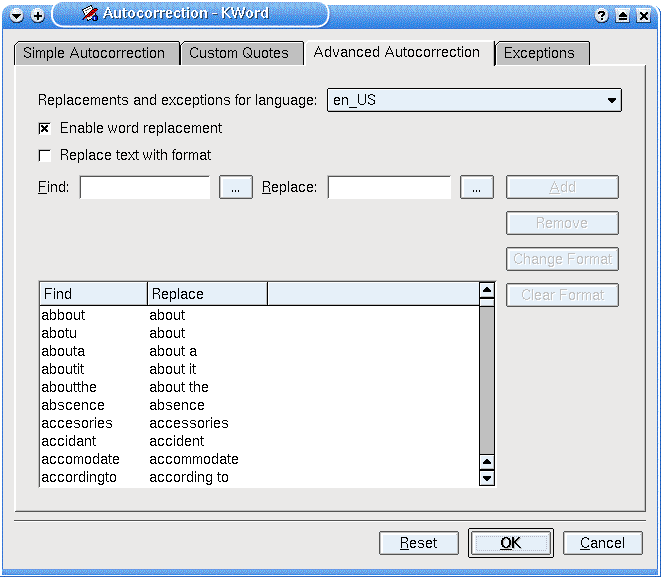 Autocorrection - KWord
Simple Autocorrection Custom Quotes Advanced Autocorrection Exceptions
Replacements and exceptions for language: en_US
Enable word replacement
Replace text with format
Find: ... Replace: ... Add
Remove
Change Format
Clear Format
Find Replace
abbout about
abotu about
abouta about a
aboutit about it
aboutthe about the
abscence absence
accesories accessories
accidant accident
accomodate accommodate
accordingto according to
Reset OK Cancel